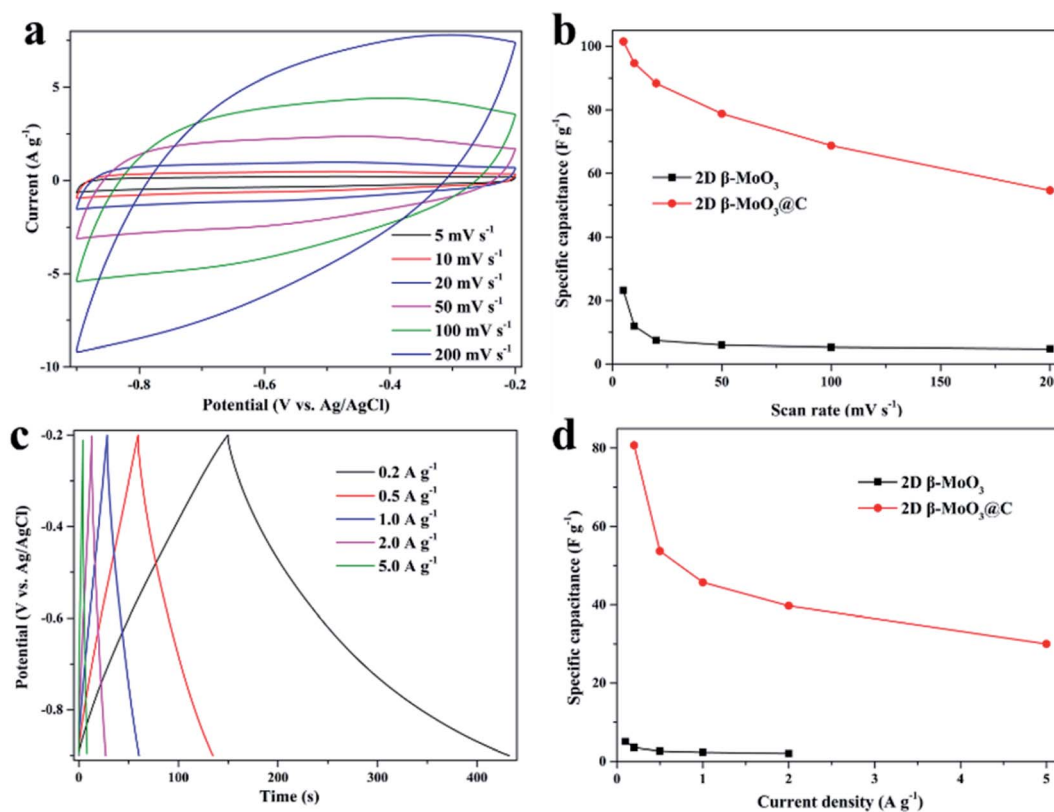 a
5
0
-5
-10
Current (A g⁻¹)
5 mV s⁻¹
10 mV s⁻¹
20 mV s⁻¹
50 mV s⁻¹
100 mV s⁻¹
200 mV s⁻¹
-0.8
-0.6
-0.4
-0.2
Potential (V vs. Ag/AgCl)
b
100
80
60
40
20
0
Specific capacitance (F g⁻¹)
2D β-MoO₃
2D β-MoO₃@C
0
50
100
150
20
Scan rate (mV s⁻¹)
c
-0.2
-0.4
-0.6
-0.8
Potential (V vs. Ag/AgCl)
0.2 A g⁻¹
0.5 A g⁻¹
1.0 A g⁻¹
2.0 A g⁻¹
5.0 A g⁻¹
0
100
200
300
400
Time (s)
d
80
60
40
20
0
Specific capacitance (F g⁻¹)
2D β-MoO₃
2D β-MoO₃@C
0
1
2
3
4
5
Current density (A g⁻¹)